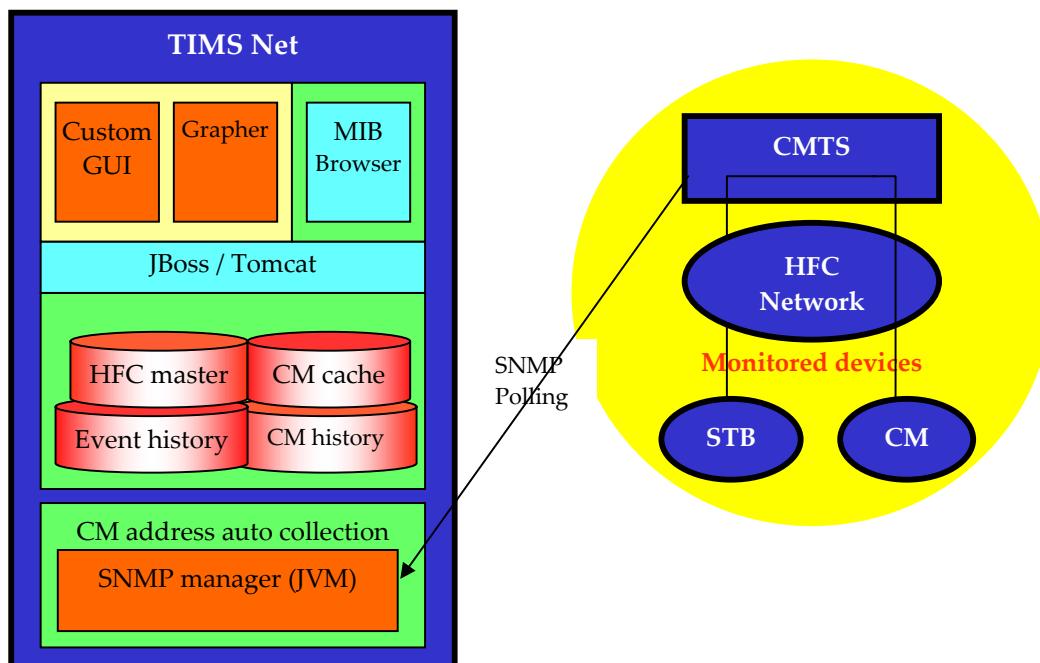 TIMS Net
Custom
GUI
Grapher
MIB
Browser
JBoss / Tomcat
HFC master
CM cache
Event history
CM history
CM address auto collection
SNMP manager (JVM)
SNMP
Polling
CMTS
HFC
Network
Monitored devices
STB
CM